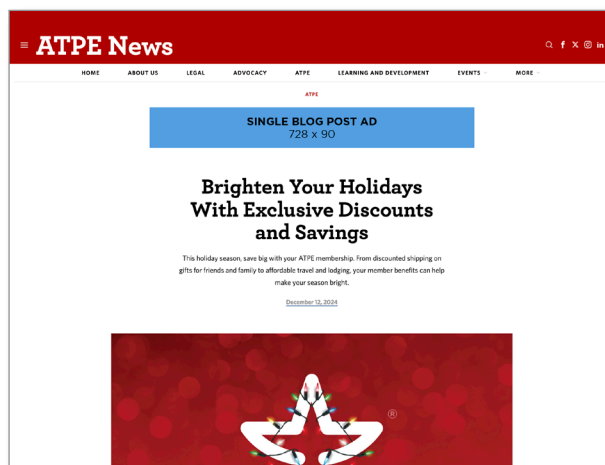 ATPE News
HOME ABOUT US LEGAL ADVOCACY ATPE LEARNING AND DEVELOPMENT EVENTS MORE
ATPE
SINGLE BLOG POST AD
728 x 90
Brighten Your Holidays
With Exclusive Discounts
and Savings
This holiday season, save big with your ATPE membership. From discounted shipping on
gifts for friends and family to affordable travel and lodging, your member benefits can help
make your season bright.
December 12, 2024
®